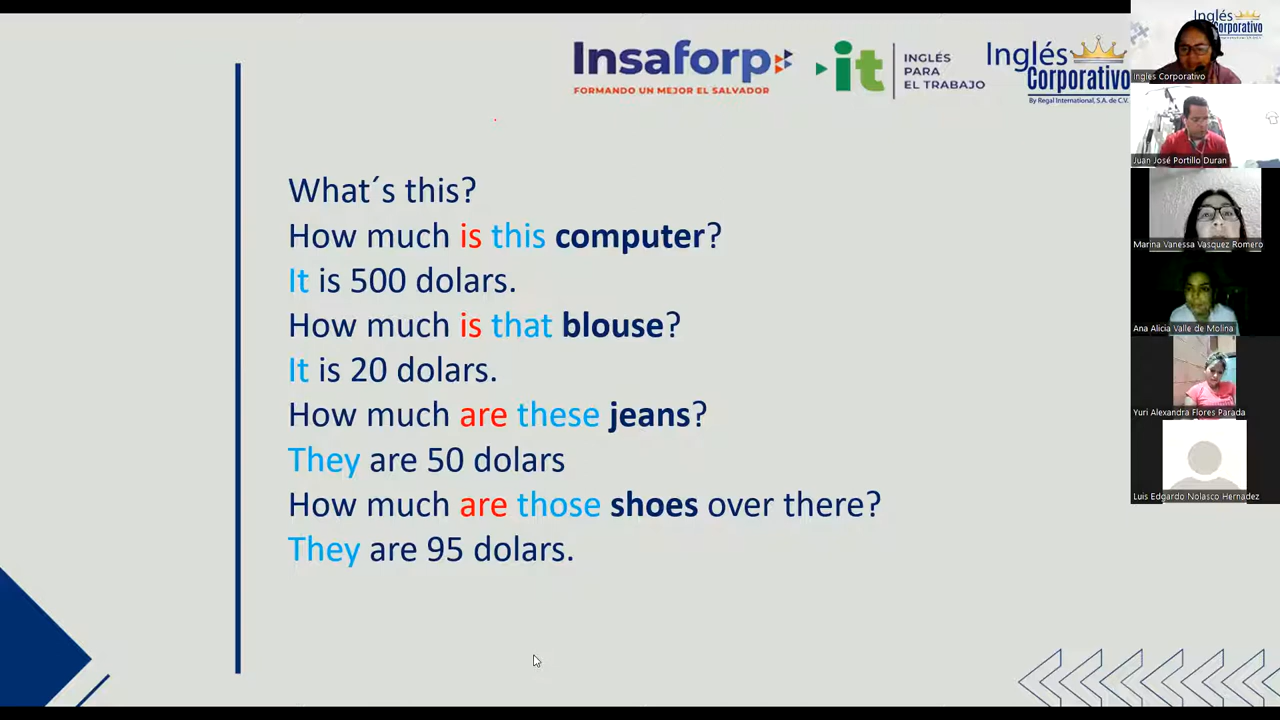 Insaforp
FORMANDO UN MEJOR EL SALVADOR
it
INGLÉS
PARA
EL TRABAJO
Inglés
Corporativo
By Regal International, S.A. de C.V.
What´s this?
How much is this computer?
It is 500 dolars.
How much is that blouse?
It is 20 dolars.
How much are these jeans?
They are 50 dolars
How much are those shoes over there?
They are 95 dolars.
Inglés
Corporativo
Ingles Corporativo
Juan José Portillo Duran
Marina Vanessa Vasquez Romero
Ana Alicia Valle de Molina
Yuri Alexandra Flores Parada
Luis Edgardo Nolasco Hernadez